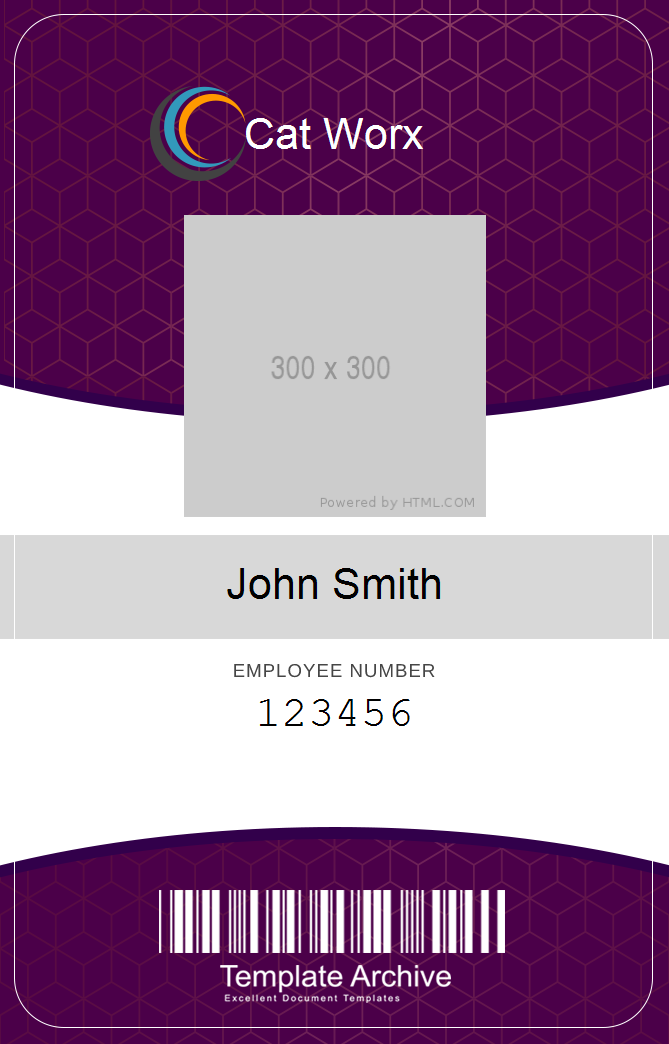 Cat Worx
300 x 300
Powered by HTML.COM
John Smith
EMPLOYEE NUMBER
123456
Template Archive
Excellent Document Templates